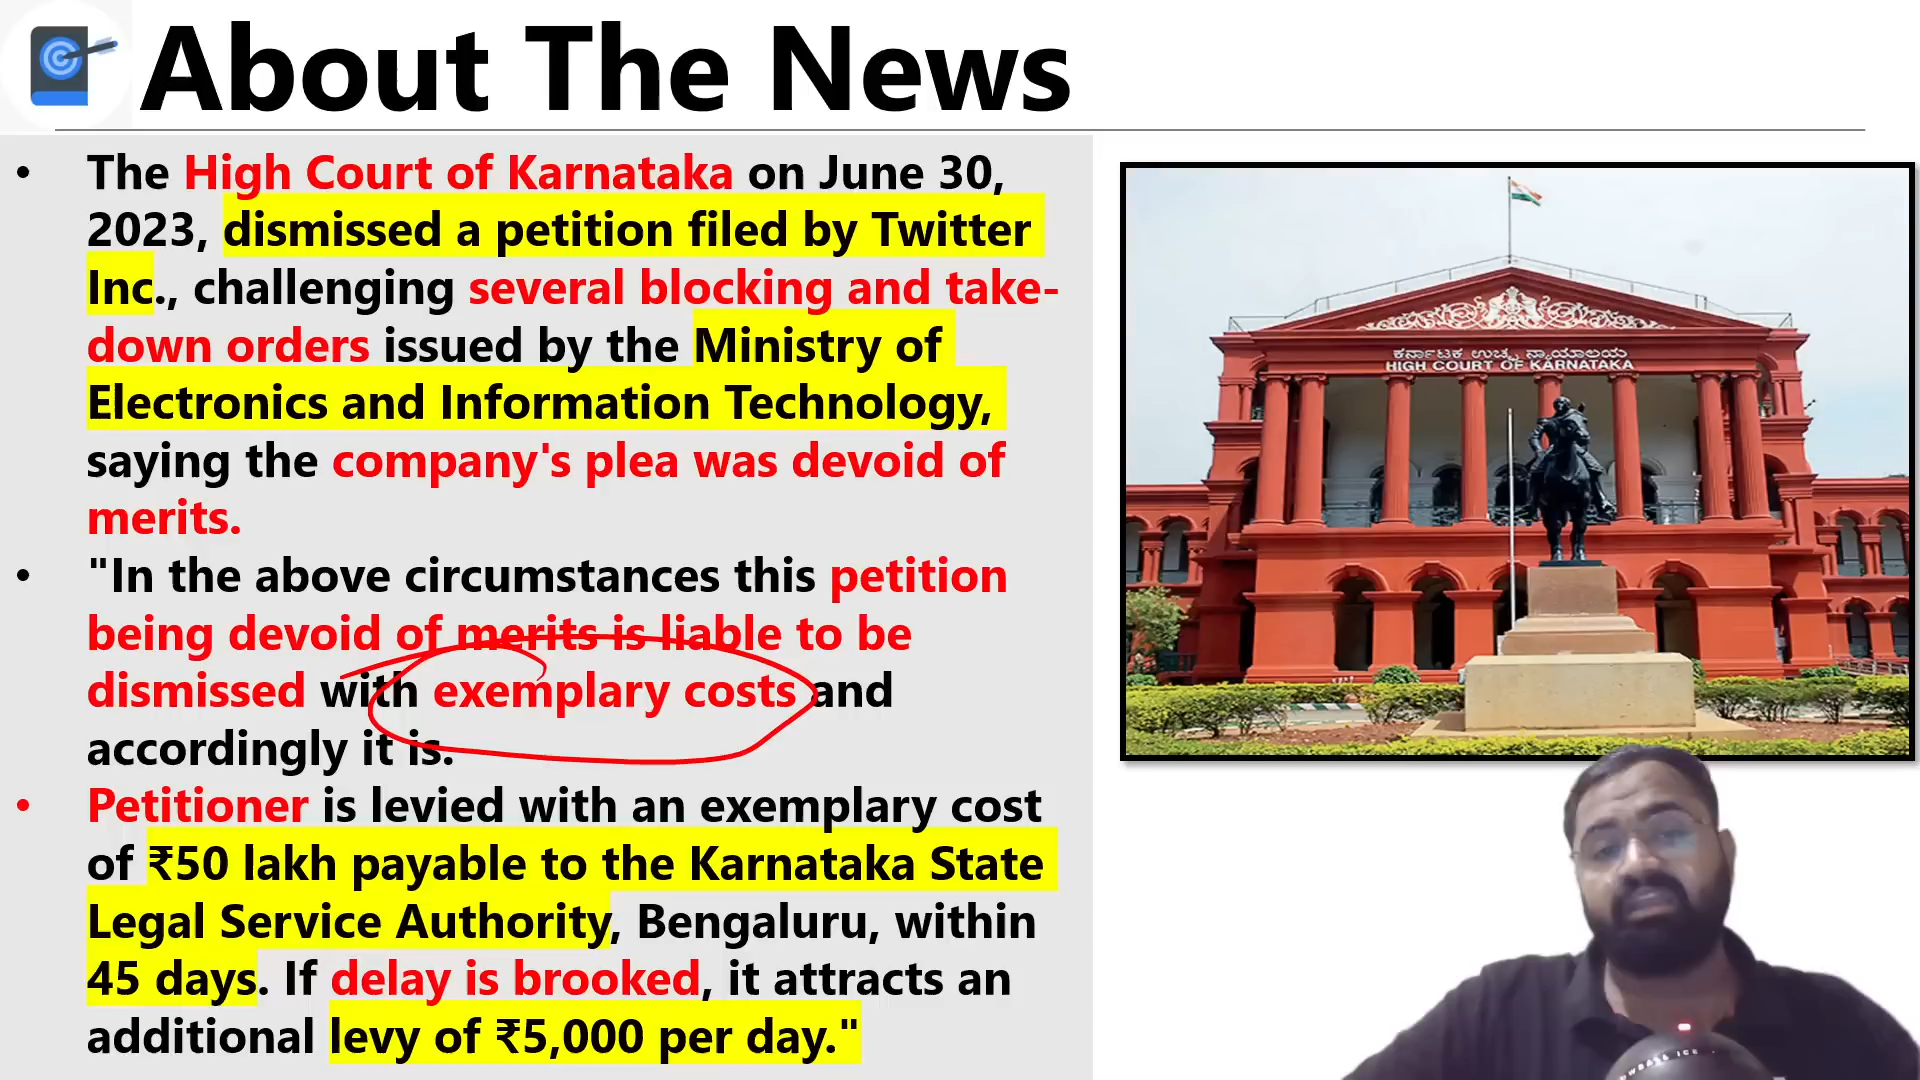 About The News
• The High Court of Karnataka on June 30,
2023, dismissed a petition filed by Twitter
Inc., challenging several blocking and take-
down orders issued by the Ministry of
Electronics and Information Technology,
saying the company's plea was devoid of
merits.
• "In the above circumstances this petition
being devoid of merits is liable to be
dismissed with exemplary costs and
accordingly it is.
• Petitioner is levied with an exemplary cost
of ₹50 lakh payable to the Karnataka State
Legal Service Authority, Bengaluru, within
45 days. If delay is brooked, it attracts an
additional levy of ₹5,000 per day."
ಕರ್ನಾಟಕ ಉಚ್ಚ ನ್ಯಾಯಾಲಯ
HIGH COURT OF KARNATAKA